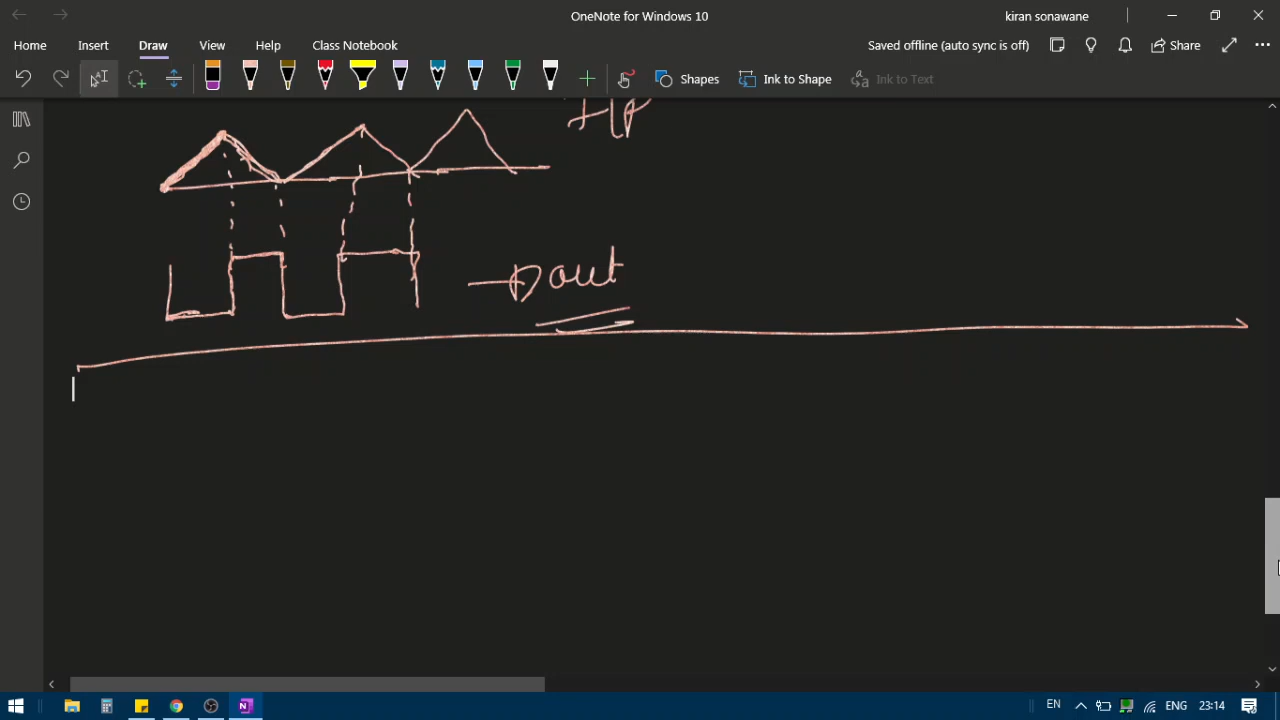 OneNote for Windows 10
kiran sonawane
Home Insert Draw View Help Class Notebook
Saved offline (auto sync is off) Share
Shapes Ink to Shape Ink to Text
out
EN ENG 23:14